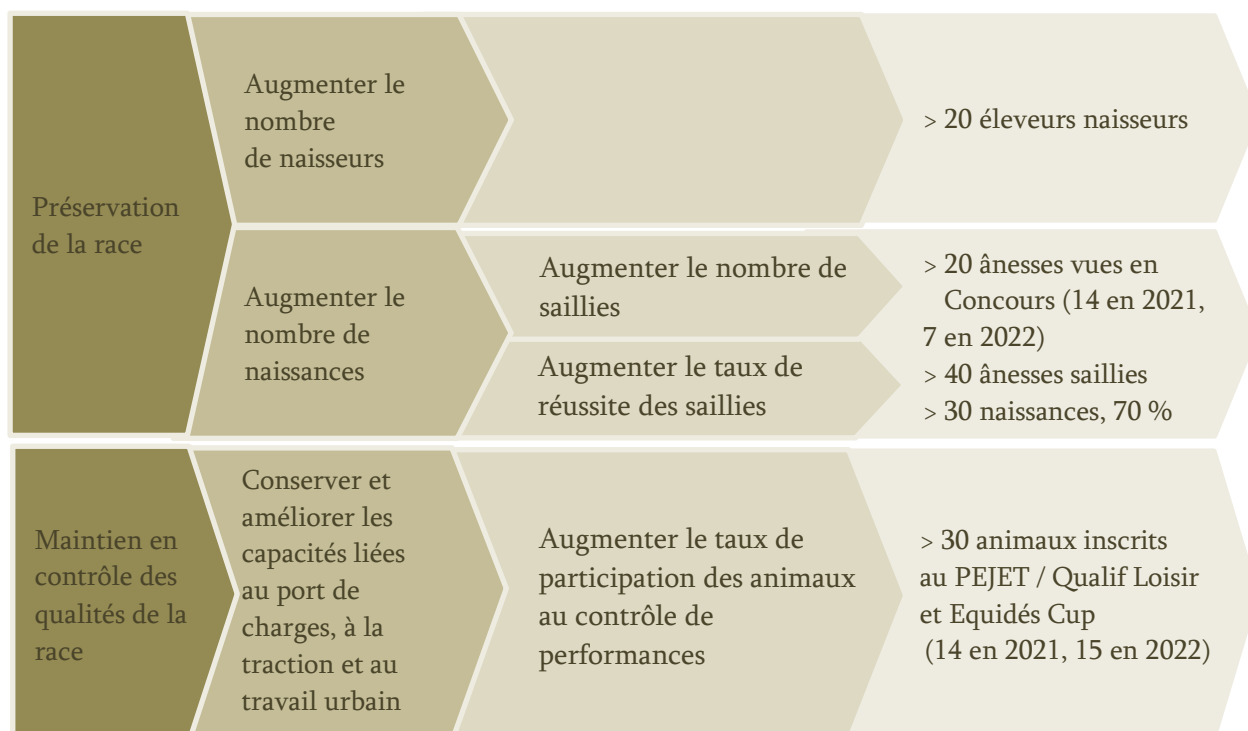 Préservation
de la race
Augmenter le
nombre
de naisseurs
> 20 éleveurs naisseurs
Augmenter le
nombre de
naissances
Augmenter le nombre de
saillies
Augmenter le taux de
réussite des saillies
> 20 ânesses vues en
Concours (14 en 2021,
7 en 2022)
> 40 ânesses saillies
> 30 naissances, 70 %
Maintien en
contrôle des
qualités de la
race
Conserver et
améliorer les
capacités liées
au port de
charges, à la
traction et au
travail urbain
Augmenter le taux de
participation des animaux
au contrôle de
performances
> 30 animaux inscrits
au PEJET / Qualif Loisir
et Equidés Cup
(14 en 2021, 15 en 2022)